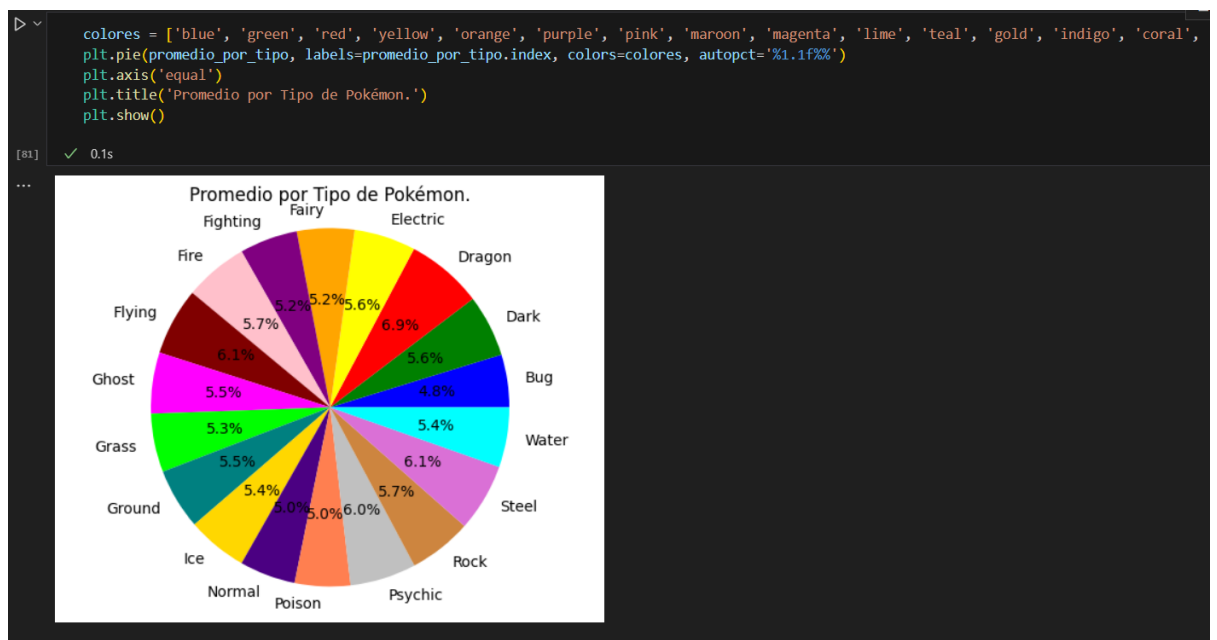 colores = ['blue', 'green', 'red', 'yellow', 'orange', 'purple', 'pink', 'maroon', 'magenta', 'lime', 'teal', 'gold', 'indigo', 'coral',
plt.pie(promedio_por_tipo, labels=promedio_por_tipo.index, colors=colores, autopct='%1.1f%%')
plt.axis('equal')
plt.title('Promedio por Tipo de Pokémon.')
plt.show()
[81]
0.1s
...
Promedio por Tipo de Pokémon.
Fairy
Fighting
Electric
Fire
Dragon
5.2%
5.2%
5.6%
Flying
5.7%
6.9%
Dark
6.1%
5.6%
Ghost
5.5%
4.8%
Bug
Grass
5.3%
5.4%
Water
5.5%
6.1%
Ground
5.4%
5.7%
Steel
5.0%
5.0%
6.0%
Ice
Rock
Normal
Poison
Psychic